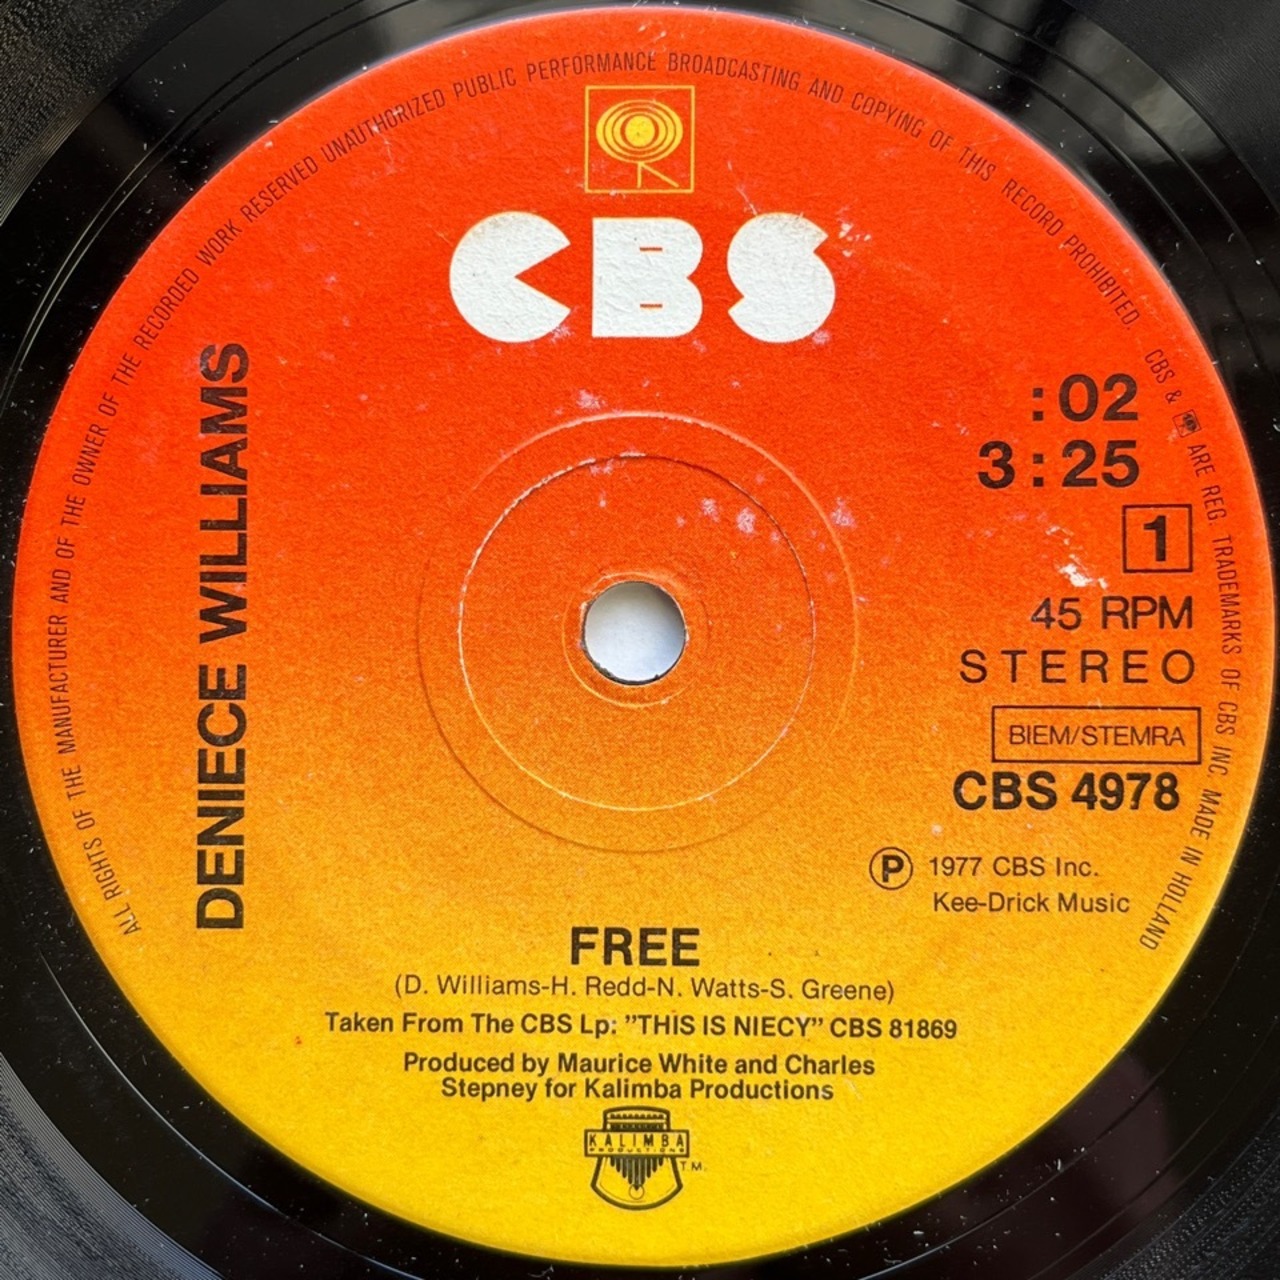 ALL RIGHTS OF THE MANUFACTURER AND OF THE OWNER OF THE RECORDED WORK RESERVED UNAUTHORIZED PUBLIC PERFORMANCE BROADCASTING AND COPYING OF THIS RECORD PROHIBITED. CBS & ARE REG. TRADEMARKS OF CBS INC MADE IN HOLLAND
CBS
DENIECE WILLIAMS
:02
3:25
1
45 RPM
STEREO
BIEM/STEMRA
CBS 4978
Ⓟ 1977 CBS Inc.
Kee-Drick Music
FREE
(D. Williams-H. Redd-N. Watts-S. Greene)
Taken From The CBS Lp: ”THIS IS NIECY” CBS 81869
Produced by Maurice White and Charles
Stepney for Kalimba Productions
KALIMBA
PRODUCTIONS
T.M.